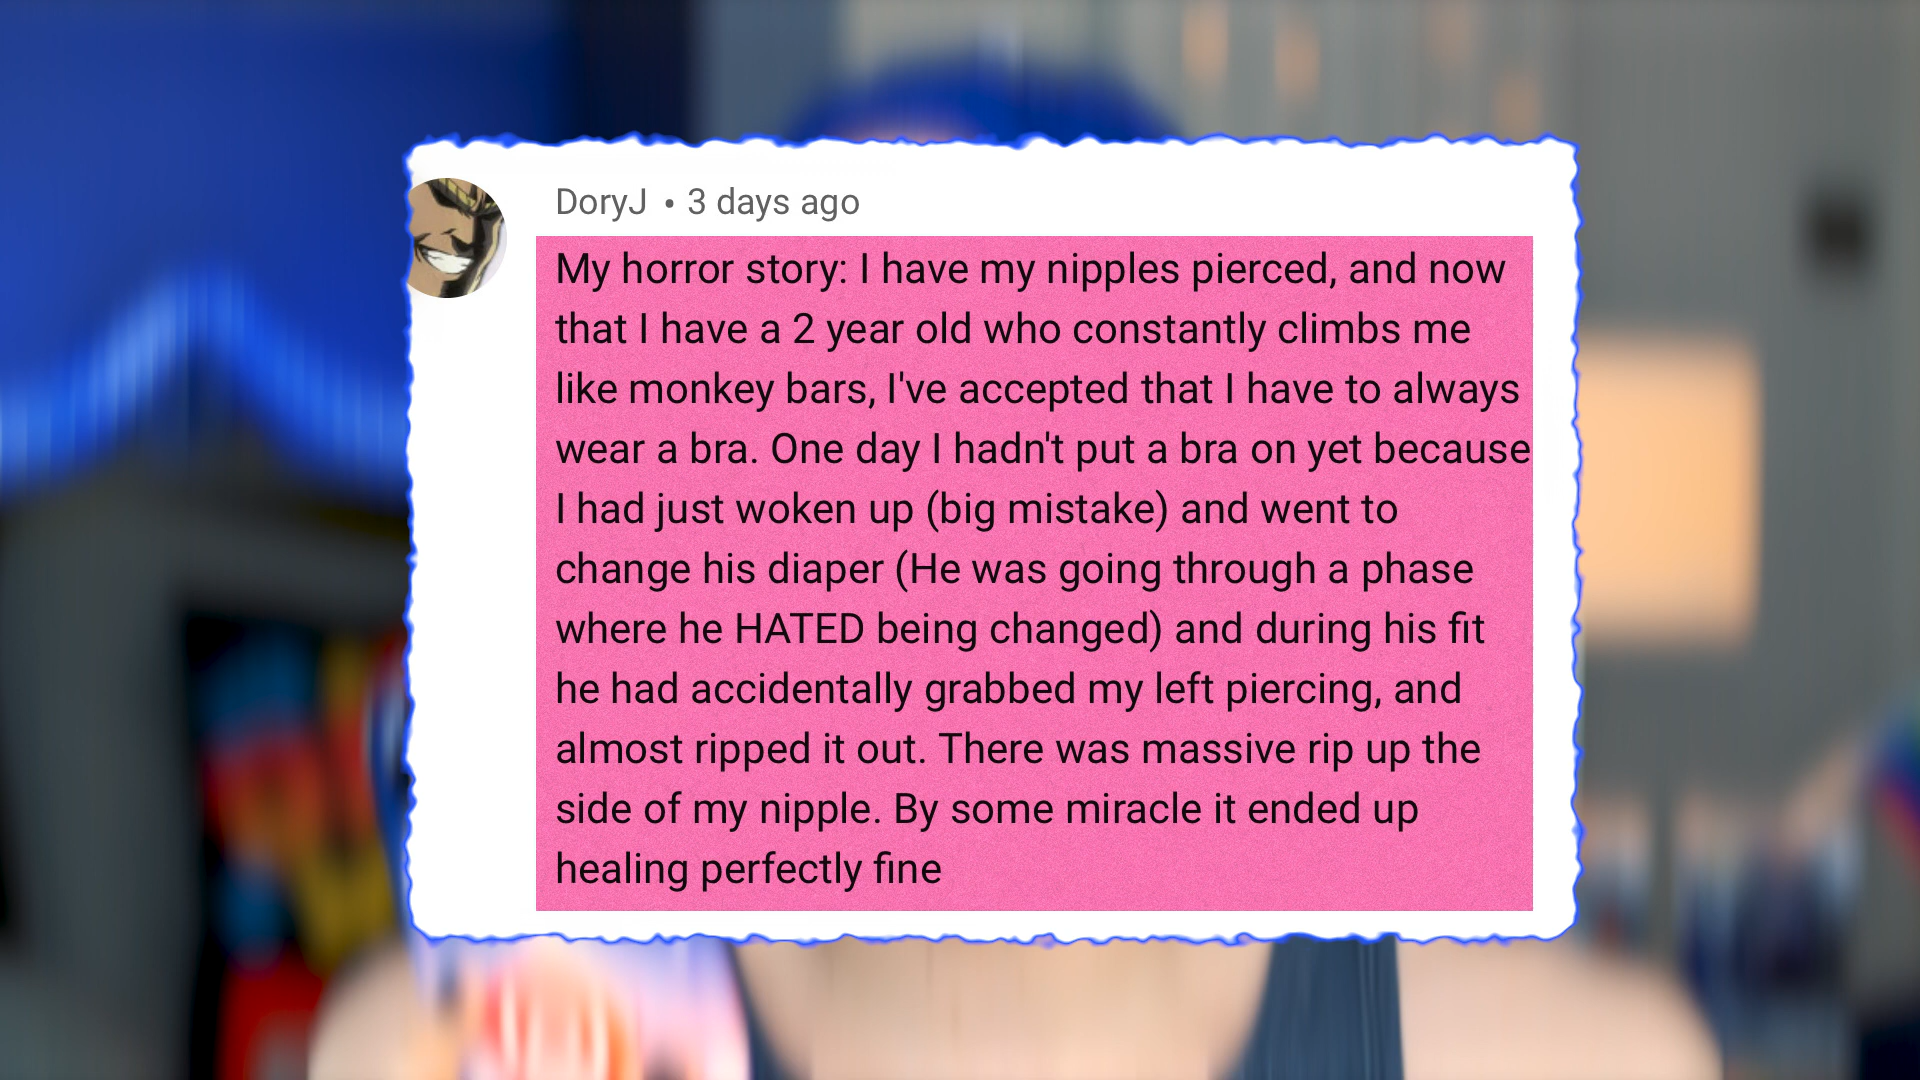 DoryJ • 3 days ago
My horror story: I have my nipples pierced, and now
that I have a 2 year old who constantly climbs me
like monkey bars, I've accepted that I have to always
wear a bra. One day I hadn't put a bra on yet because
I had just woken up (big mistake) and went to
change his diaper (He was going through a phase
where he HATED being changed) and during his fit
he had accidentally grabbed my left piercing, and
almost ripped it out. There was massive rip up the
side of my nipple. By some miracle it ended up
healing perfectly fine